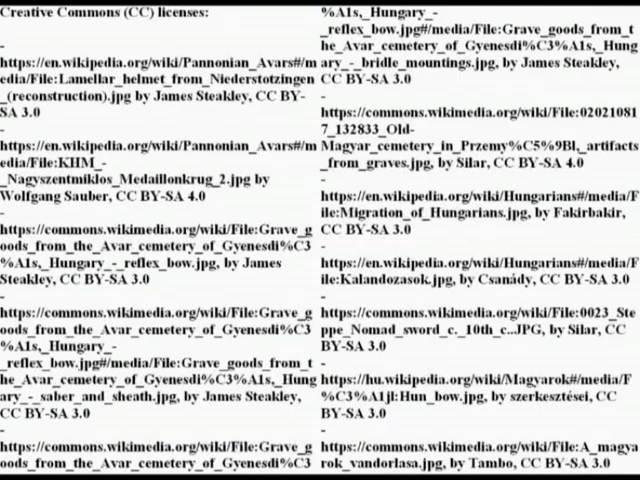 Creative Commons (CC) licenses:
-
https://en.wikipedia.org/wiki/Pannonian_Avars#/m
edia/File:Lamellar_helmet_from_Niederstotzingen
_(reconstruction).jpg by James Steakley, CC BY-
SA 3.0
-
https://en.wikipedia.org/wiki/Pannonian_Avars#/m
edia/File:KHM_-
_Nagyszentmiklos_Medaillonkrug_2.jpg by
Wolfgang Sauber, CC BY-SA 4.0
-
https://commons.wikimedia.org/wiki/File:Grave_g
oods_from_the_Avar_cemetery_of_Gyenesdi%C3
%A1s,_Hungary_-_reflex_bow.jpg, by James
Steakley, CC BY-SA 3.0
-
https://commons.wikimedia.org/wiki/File:Grave_g
oods_from_the_Avar_cemetery_of_Gyenesdi%C3
%A1s,_Hungary_-
_reflex_bow.jpg#/media/File:Grave_goods_from_t
he_Avar_cemetery_of_Gyenesdi%C3%A1s,_Hung
ary_-_saber_and_sheath.jpg, by James Steakley,
CC BY-SA 3.0
-
https://commons.wikimedia.org/wiki/File:Grave_g
oods_from_the_Avar_cemetery_of_Gyenesdi%C3
%A1s,_Hungary_-
_reflex_bow.jpg#/media/File:Grave_goods_from_t
he_Avar_cemetery_of_Gyenesdi%C3%A1s,_Hung
ary_-_bridle_mountings.jpg, by James Steakley,
CC BY-SA 3.0
-
https://commons.wikimedia.org/wiki/File:02021081
7_132833_Old-
Magyar_cemetery_in_Przemy%C5%9Bl,_artifacts
_from_graves.jpg, by Silar, CC BY-SA 4.0
-
https://en.wikipedia.org/wiki/Hungarians#/media/F
ile:Migration_of_Hungarians.jpg, by Fakirbakir,
CC BY-SA 3.0
-
https://en.wikipedia.org/wiki/Hungarians#/media/F
ile:Kalandozasok.jpg, by Csanády, CC BY-SA 3.0
-
https://commons.wikimedia.org/wiki/File:0023_Ste
ppe_Nomad_sword_c._10th_c..JPG, by Silar, CC
BY-SA 3.0
-
https://hu.wikipedia.org/wiki/Magyarok#/media/F
%C3%A1jl:Hun_bow.jpg, by szerkesztései, CC
BY-SA 3.0
-
https://commons.wikimedia.org/wiki/File:A_magya
rok_vandorlasa.jpg, by Tambo, CC BY-SA 3.0